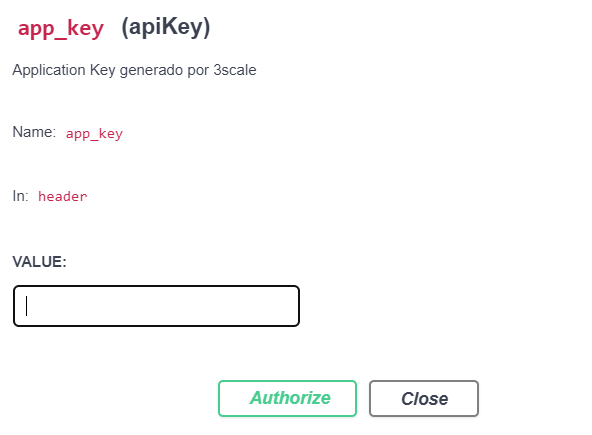 app_key (apiKey)
Application Key generado por 3scale
Name: app_key
In: header
VALUE:
Authorize Close